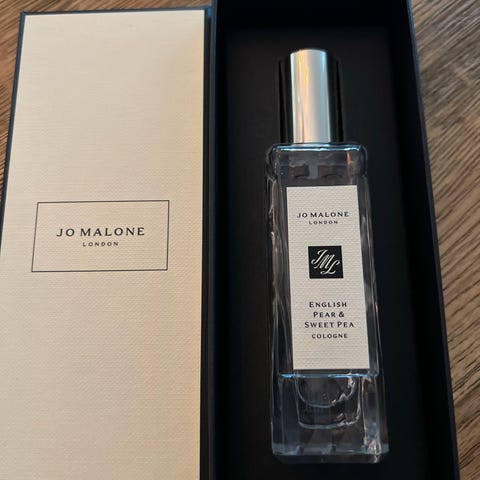 JO MALONE
LONDON
JO MALONE
LONDON
JML
ENGLISH
PEAR &
SWEET PEA
COLOGNE